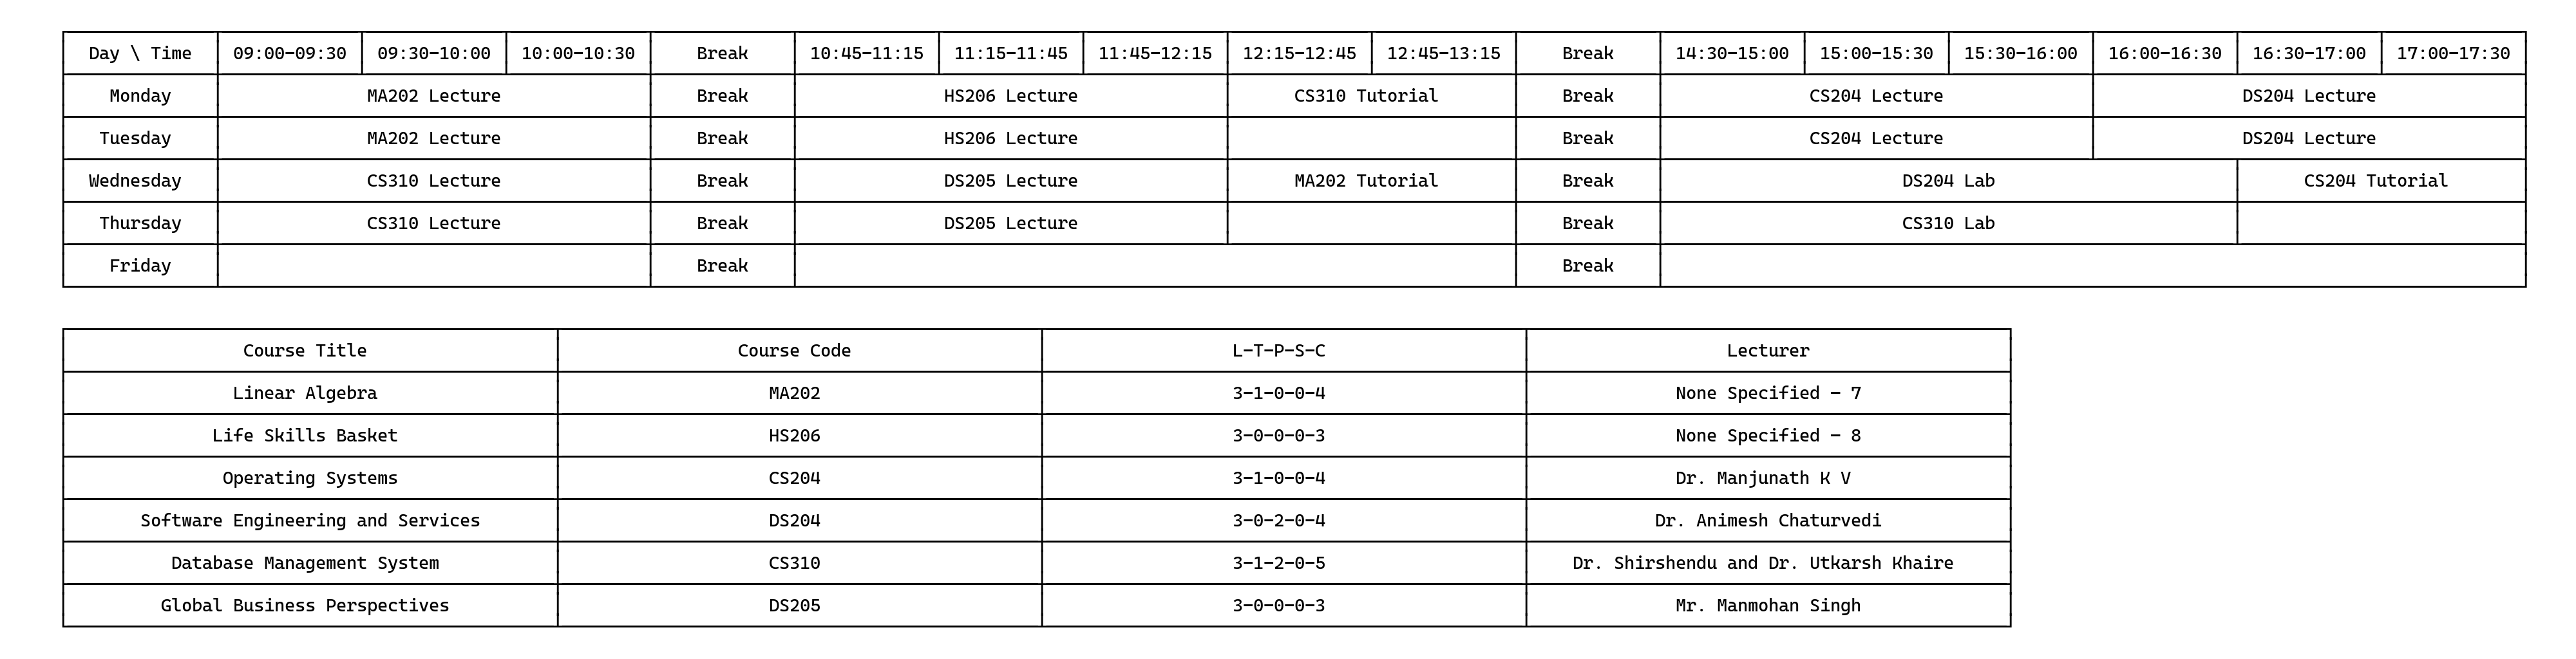 Day \ Time 09:00-09:30 09:30-10:00 10:00-10:30 Break 10:45-11:15 11:15-11:45 11:45-12:15 12:15-12:45 12:45-13:15 Break 14:30-15:00 15:00-15:30 15:30-16:00 16:00-16:30 16:30-17:00 17:00-17:30
Monday MA202 Lecture Break HS206 Lecture CS310 Tutorial Break CS204 Lecture DS204 Lecture
Tuesday MA202 Lecture Break HS206 Lecture Break CS204 Lecture DS204 Lecture
Wednesday CS310 Lecture Break DS205 Lecture MA202 Tutorial Break DS204 Lab CS204 Tutorial
Thursday CS310 Lecture Break DS205 Lecture Break CS310 Lab
Friday Break Break
Course Title Course Code L-T-P-S-C Lecturer
Linear Algebra MA202 3-1-0-0-4 None Specified - 7
Life Skills Basket HS206 3-0-0-0-3 None Specified - 8
Operating Systems CS204 3-1-0-0-4 Dr. Manjunath K V
Software Engineering and Services DS204 3-0-2-0-4 Dr. Animesh Chaturvedi
Database Management System CS310 3-1-2-0-5 Dr. Shirshendu and Dr. Utkarsh Khaire
Global Business Perspectives DS205 3-0-0-0-3 Mr. Manmohan Singh